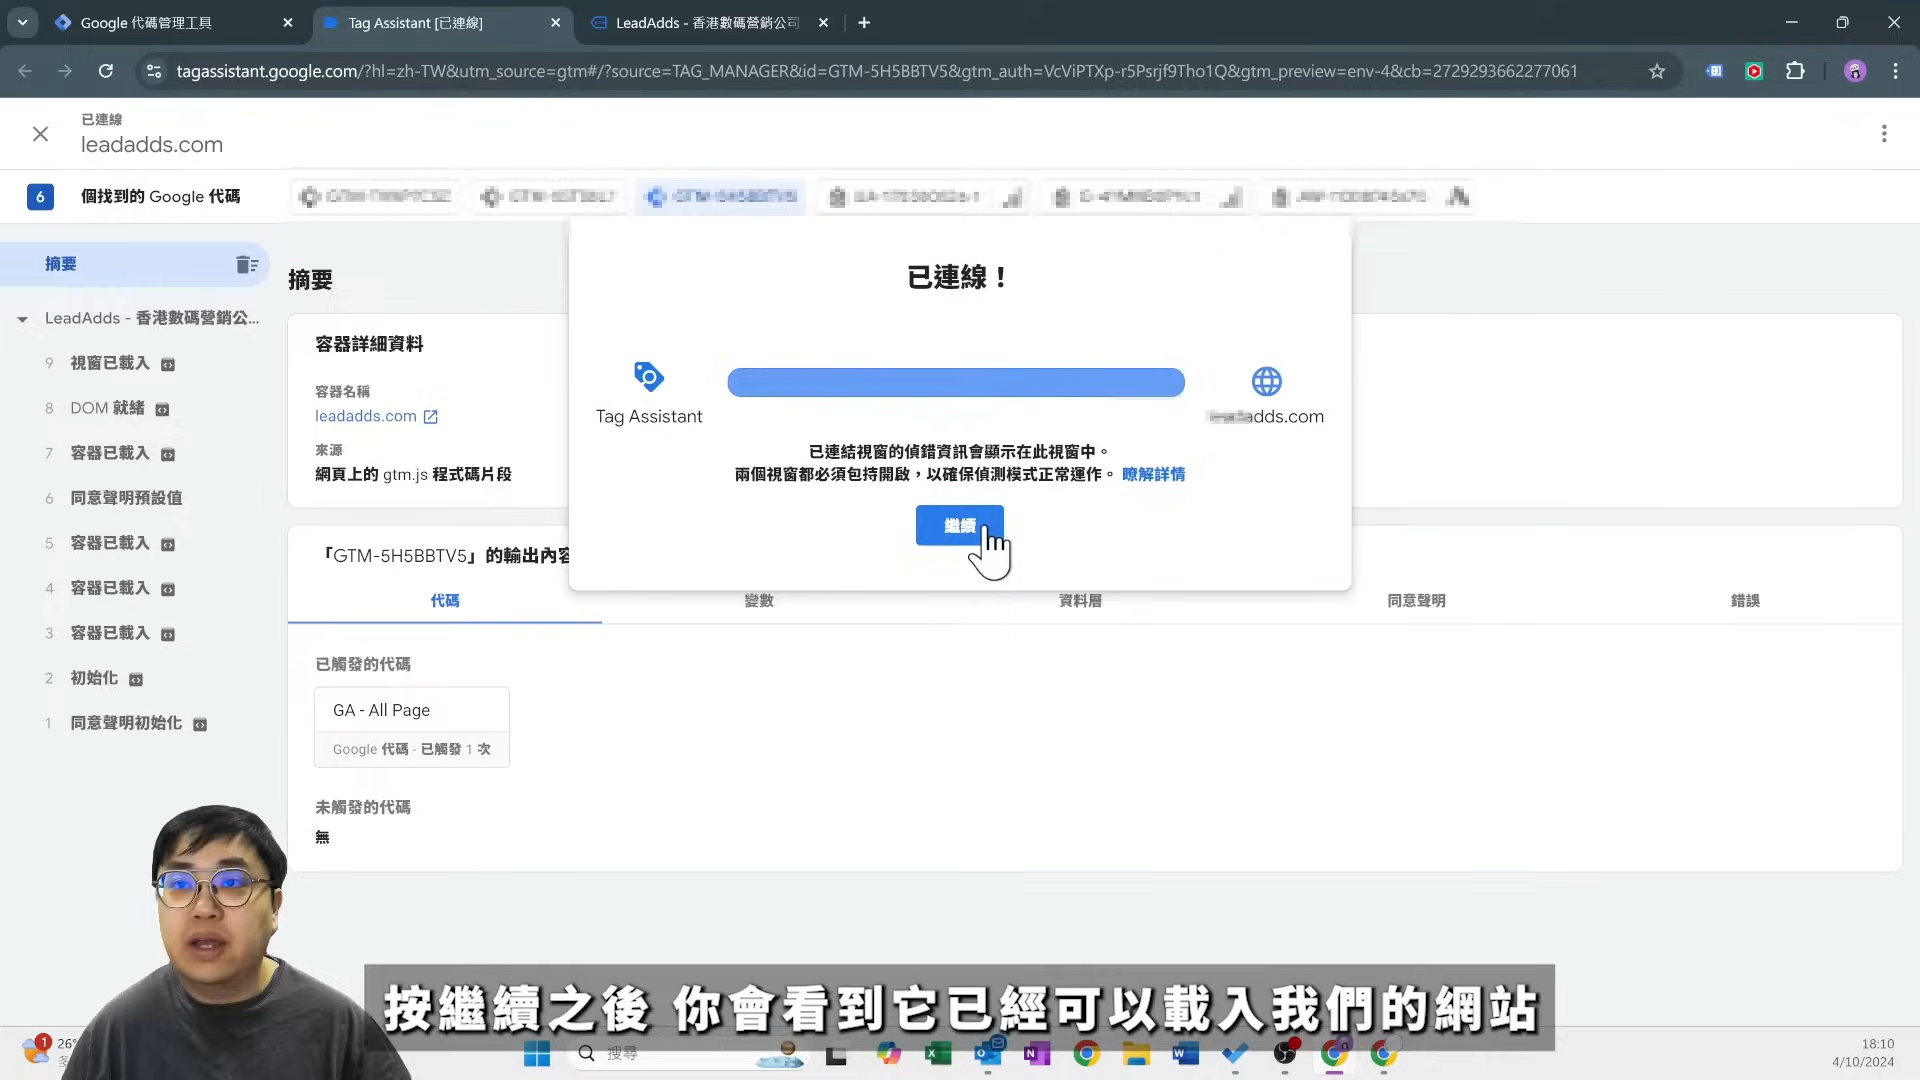 Google 代碼管理工具
Tag Assistant [已連線]
LeadAdds - 香港數碼營銷公司
tagassistant.google.com/?hl=zh-TW&utm_source=gtm#/?source=TAG_MANAGER&id=GTM-5H5BBTV5&gtm_auth=VcViPTXp-r5Psrjf9Tho1Q&gtm_preview=env-4&cb=2729293662277061
已連線
leadadds.com
6 個找到的 Google 代碼
摘要
LeadAdds - 香港數碼營銷公...
9 視窗已載入
8 DOM 就緒
7 容器已載入
6 同意聲明預設值
5 容器已載入
4 容器已載入
3 容器已載入
2 初始化
1 同意聲明初始化
摘要
容器詳細資料
容器名稱
leadadds.com
來源
網頁上的 gtm.js 程式碼片段
已連線！
Tag Assistant
adds.com
已連結視窗的偵錯資訊會顯示在此視窗中。
兩個視窗都必須包持開啟，以確保偵測模式正常運作。 瞭解詳情
繼續
「GTM-5H5BBTV5」的輸出內容
代碼
變數
資料層
同意聲明
錯誤
已觸發的代碼
GA - All Page
Google 代碼 - 已觸發 1 次
未觸發的代碼
無
按繼續之後 你會看到它已經可以載入我們的網站
1
26°
搜尋
18:10
4/10/2024